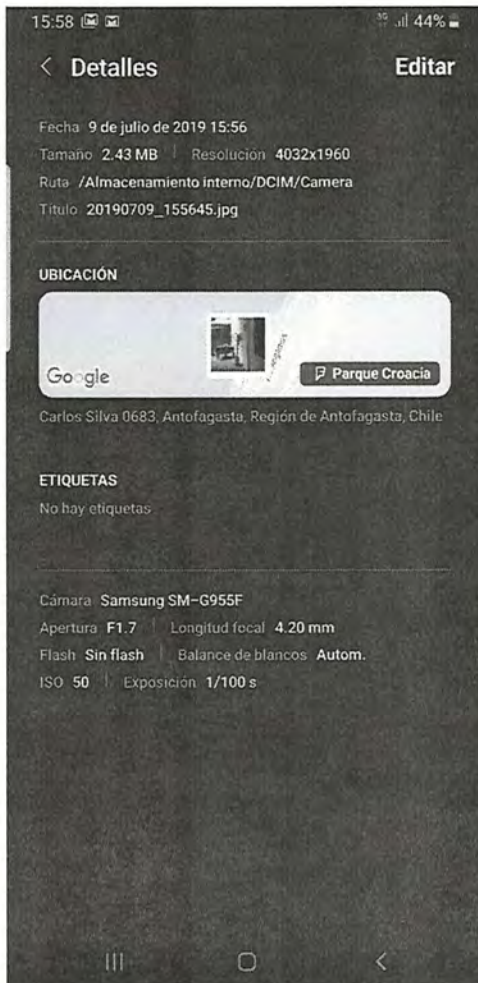 15:58 44%
< Detalles Editar
Fecha 9 de julio de 2019 15:56
Tamaño 2.43 MB | Resolución 4032x1960
Ruta /Almacenamiento interno/DCIM/Camera
Título 20190709_155645.jpg
UBICACIÓN
Google Parque Croacia
Carlos Silva 0683, Antofagasta, Región de Antofagasta, Chile
ETIQUETAS
No hay etiquetas
Cámara Samsung SM-G955F
Apertura F1.7 | Longitud focal 4.20 mm
Flash Sin flash | Balance de blancos Autom.
ISO 50 | Exposición 1/100 s